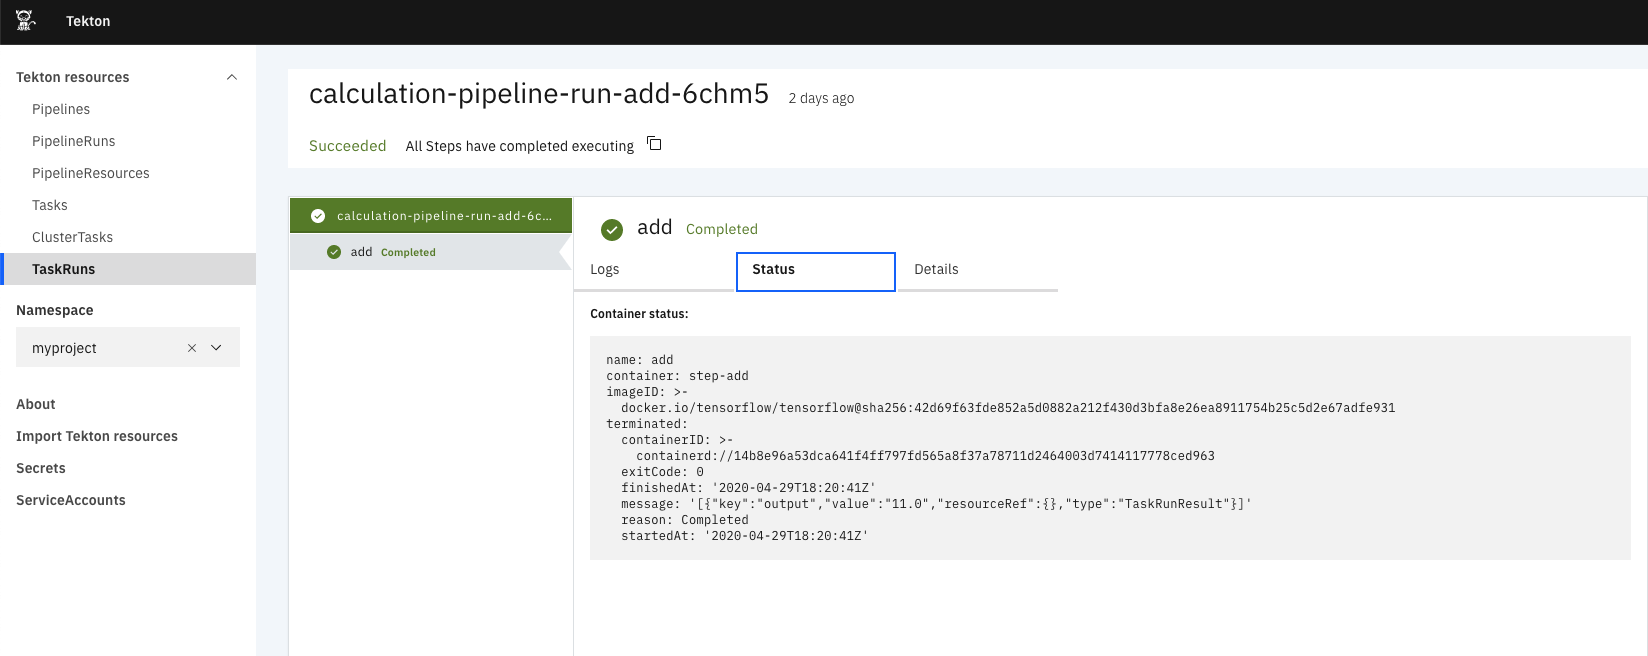 Tekton
Tekton resources
Pipelines
PipelineRuns
PipelineResources
Tasks
ClusterTasks
TaskRuns
Namespace
myproject
About
Import Tekton resources
Secrets
ServiceAccounts
calculation-pipeline-run-add-6chm5 2 days ago
Succeeded All Steps have completed executing
calculation-pipeline-run-add-6c...
add Completed
add Completed
Logs Status Details
Container status:
name: add
container: step-add
imageID: >-
docker.io/tensorflow/tensorflow@sha256:42d69f63fde852a5d0882a212f430d3bfa8e26ea8911754b25c5d2e67adfe931
terminated:
containerID: >-
containerd://14b8e96a53dca641f4ff797fd565a8f37a78711d2464003d7414117778ced963
exitCode: 0
finishedAt: '2020-04-29T18:20:41Z'
message: '[{"key":"output","value":"11.0","resourceRef":{},"type":"TaskRunResult"}]'
reason: Completed
startedAt: '2020-04-29T18:20:41Z'